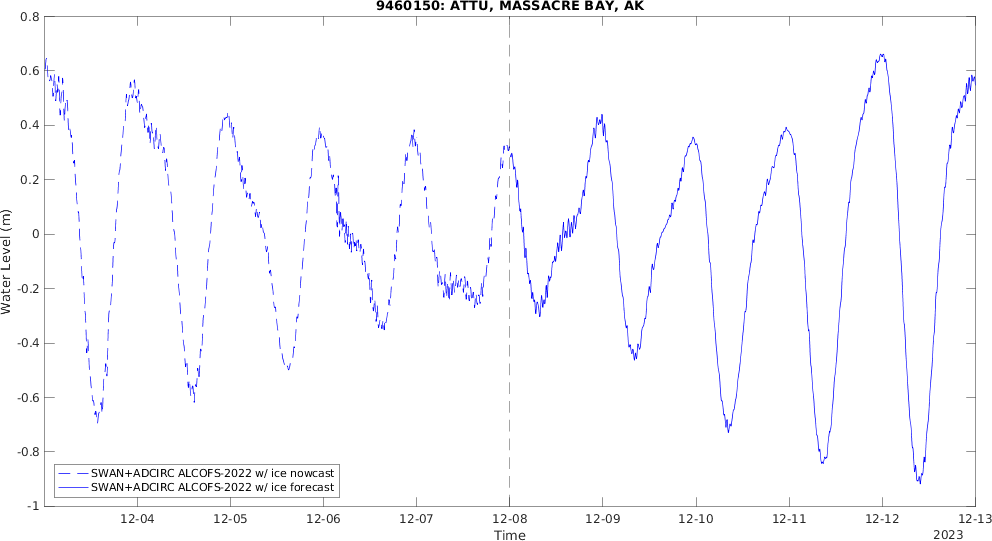 9460150: ATTU, MASSACRE BAY, AK
0.8
0.6
0.4
0.2
0
-0.2
-0.4
-0.6
-0.8
-1
Water Level (m)
SWAN+ADCIRC ALCOFS-2022 w/ ice nowcast
SWAN+ADCIRC ALCOFS-2022 w/ ice forecast
12-04 12-05 12-06 12-07 12-08 12-09 12-10 12-11 12-12 12-13
Time
2023